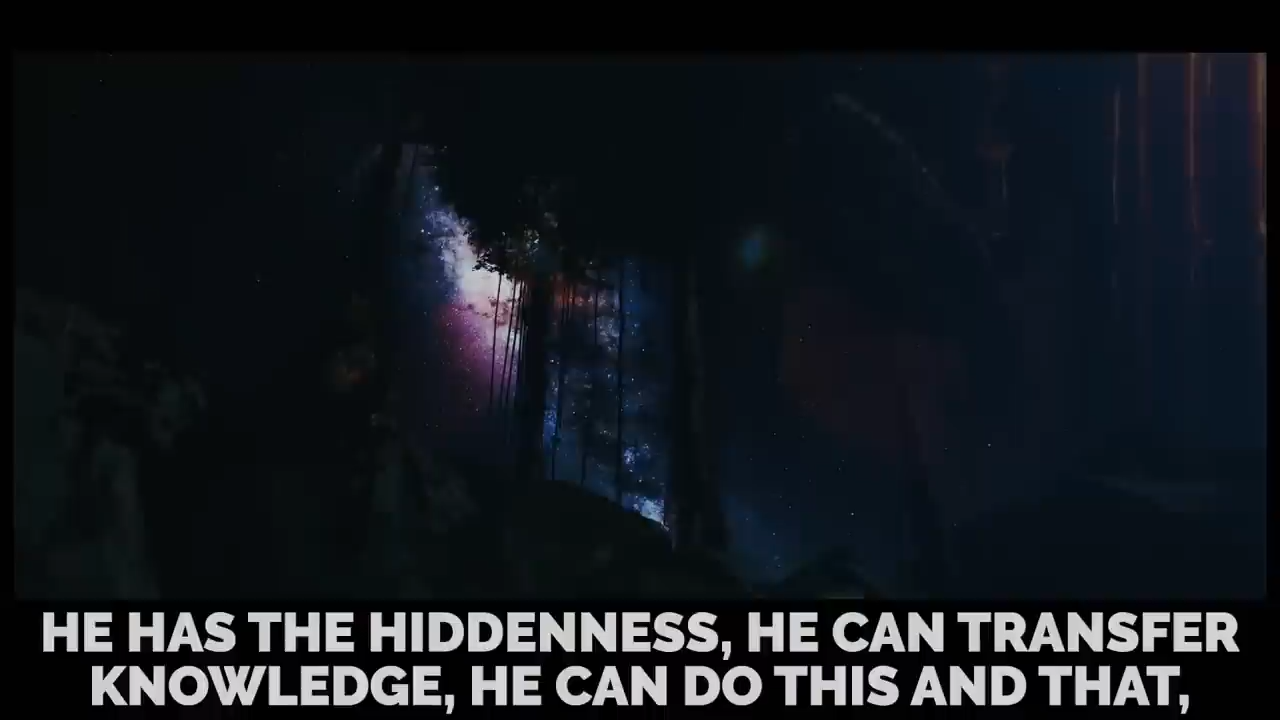 HE HAS THE HIDDENNESS, HE CAN TRANSFER
KNOWLEDGE, HE CAN DO THIS AND THAT,